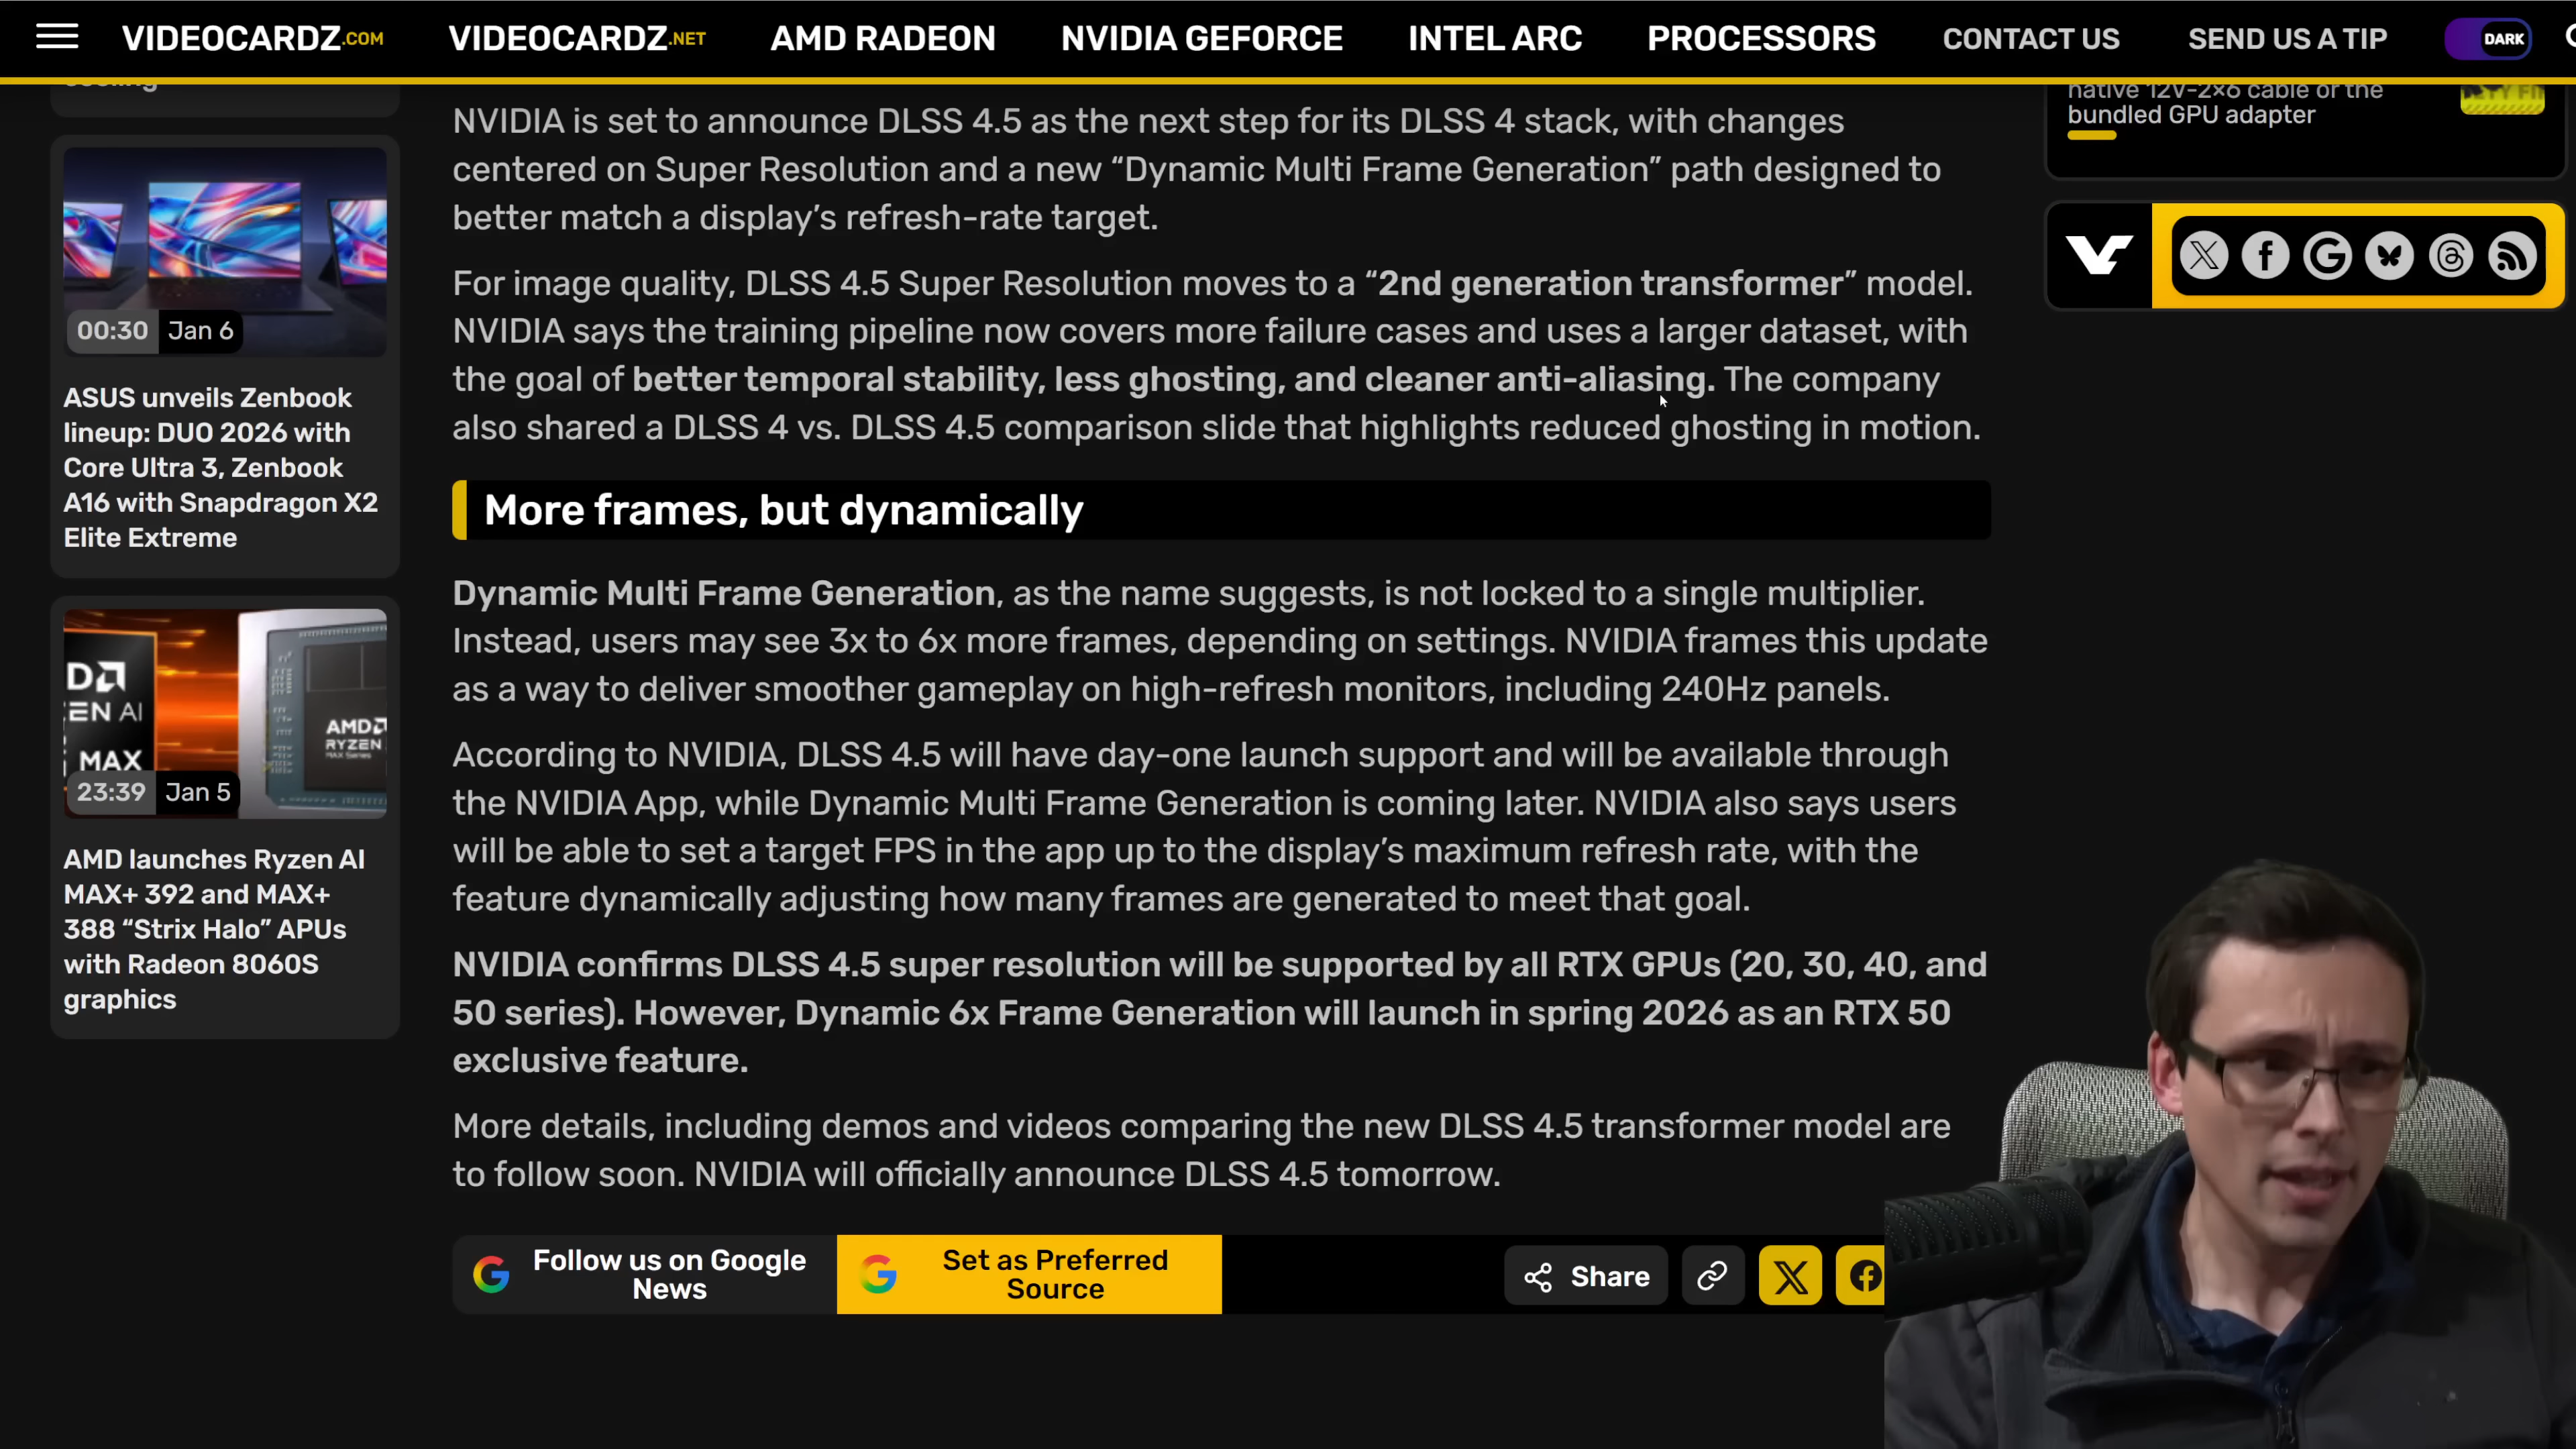 VIDEOCARDZ.COM
VIDEOCARDZ.NET
AMD RADEON
NVIDIA GEFORCE
INTEL ARC
PROCESSORS
CONTACT US
SEND US A TIP
DARK
00:30 Jan 6
ASUS unveils Zenbook
lineup: DUO 2026 with
Core Ultra 3, Zenbook
A16 with Snapdragon X2
Elite Extreme
EN AI
MAX
AMD
RYZEN
23:39 Jan 5
AMD launches Ryzen AI
MAX+ 392 and MAX+
388 “Strix Halo” APUs
with Radeon 8060S
graphics
NVIDIA is set to announce DLSS 4.5 as the next step for its DLSS 4 stack, with changes
centered on Super Resolution and a new “Dynamic Multi Frame Generation” path designed to
better match a display’s refresh-rate target.
For image quality, DLSS 4.5 Super Resolution moves to a “2nd generation transformer” model.
NVIDIA says the training pipeline now covers more failure cases and uses a larger dataset, with
the goal of better temporal stability, less ghosting, and cleaner anti-aliasing. The company
also shared a DLSS 4 vs. DLSS 4.5 comparison slide that highlights reduced ghosting in motion.
More frames, but dynamically
Dynamic Multi Frame Generation, as the name suggests, is not locked to a single multiplier.
Instead, users may see 3x to 6x more frames, depending on settings. NVIDIA frames this update
as a way to deliver smoother gameplay on high-refresh monitors, including 240Hz panels.
According to NVIDIA, DLSS 4.5 will have day-one launch support and will be available through
the NVIDIA App, while Dynamic Multi Frame Generation is coming later. NVIDIA also says users
will be able to set a target FPS in the app up to the display’s maximum refresh rate, with the
feature dynamically adjusting how many frames are generated to meet that goal.
NVIDIA confirms DLSS 4.5 super resolution will be supported by all RTX GPUs (20, 30, 40, and
50 series). However, Dynamic 6x Frame Generation will launch in spring 2026 as an RTX 50
exclusive feature.
More details, including demos and videos comparing the new DLSS 4.5 transformer model are
to follow soon. NVIDIA will officially announce DLSS 4.5 tomorrow.
Follow us on Google
News
Set as Preferred
Source
Share
native 12V-2x6 cable or the
bundled GPU adapter